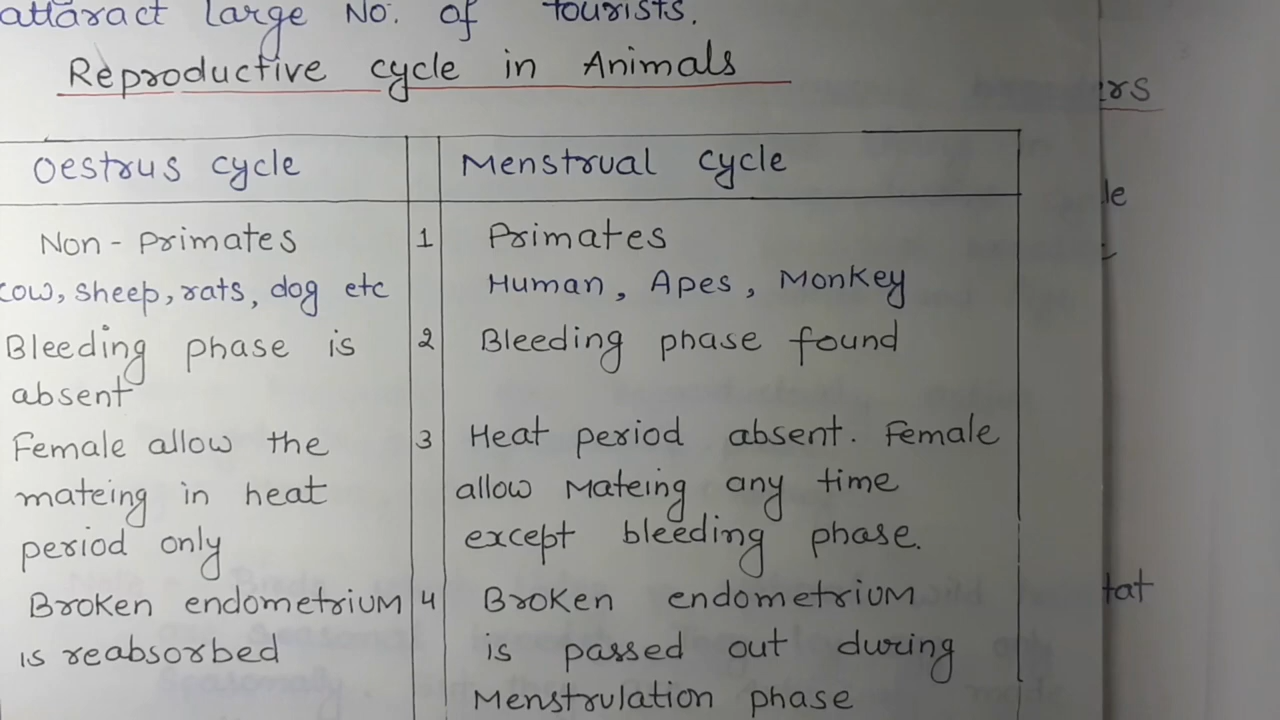 attaract large No. of tourists.
Reproductive cycle in Animals
Oestrus cycle
Menstrual cycle
Non-primates
1
Primates
cow, sheep, rats, dog etc
Human, Apes, Monkey
Bleeding phase is
2
Bleeding phase found
absent
Female allow the
3
Heat period absent. Female
mateing in heat
allow Mateing any time
period only
except bleeding phase.
Broken endometrium
4
Broken endometrium
is reabsorbed
is passed out during
Menstrulation phase